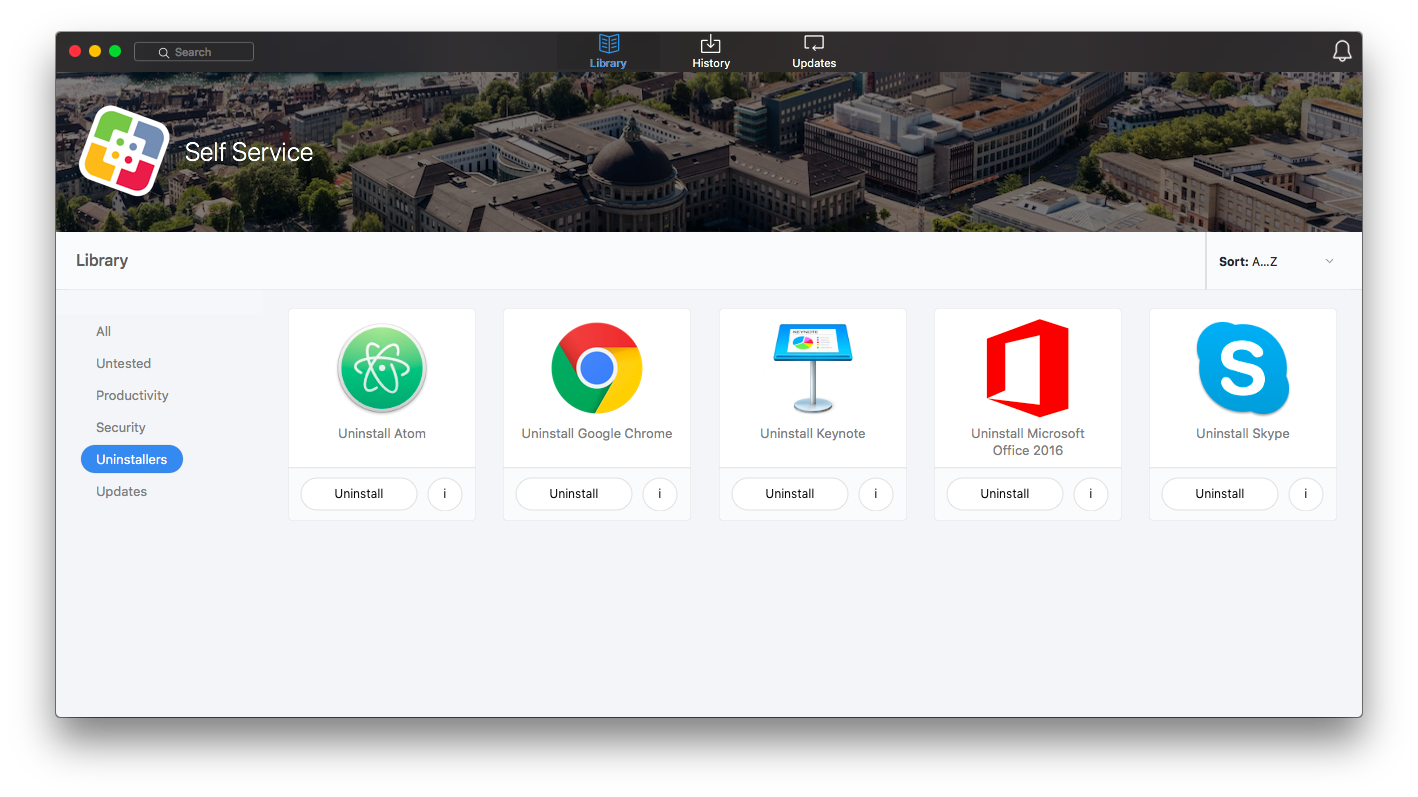 Search
Library
History
Updates
Self Service
Library
Sort: A...Z
All
Untested
Productivity
Security
Uninstallers
Updates
KEYNOTE
Uninstall Atom
Uninstall
i
Uninstall Google Chrome
Uninstall
i
Uninstall Keynote
Uninstall
i
Uninstall Microsoft
Office 2016
Uninstall
i
S
Uninstall Skype
Uninstall
i